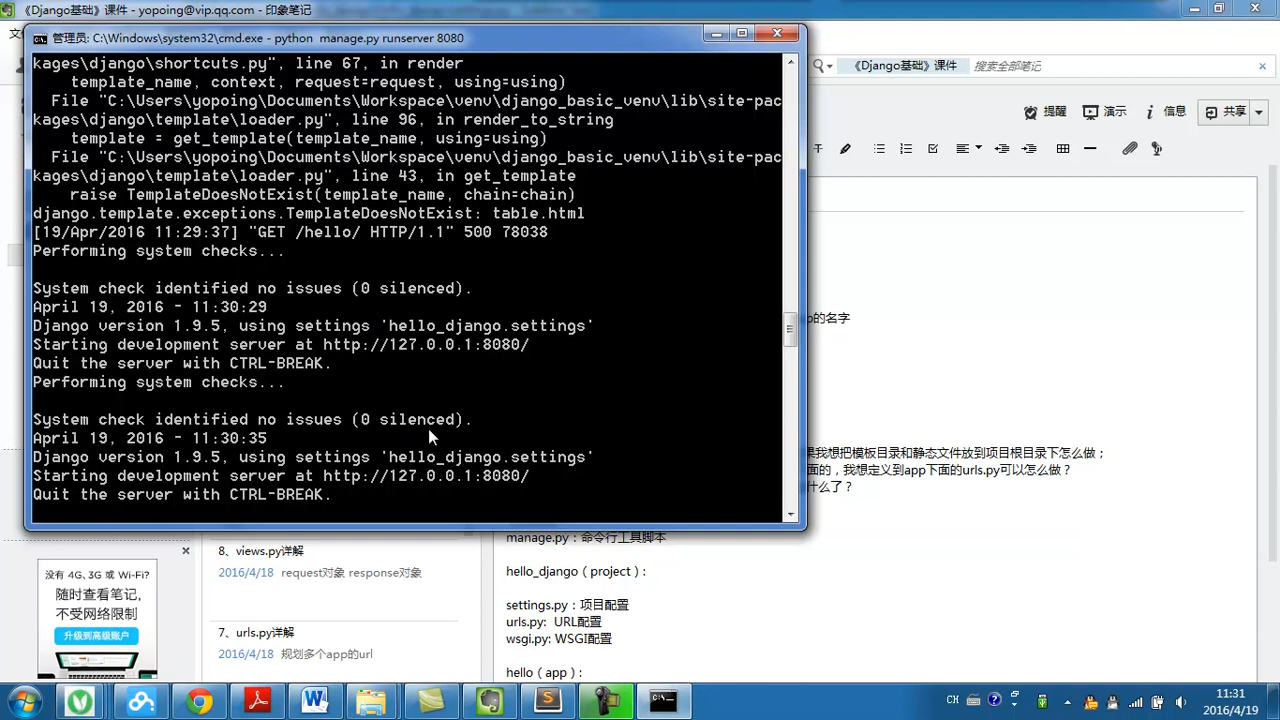 《Django基础》课件 - yopoing@vip.qq.com - 印象笔记
管理员: C:\Windows\system32\cmd.exe - python  manage.py runserver 8080
kages\django\shortcuts.py", line 67, in render
    template_name, context, request=request, using=using)
  File "C:\Users\yopoing\Documents\Workspace\venv\django_basic_venv\lib\site-pac
kages\django\template\loader.py", line 96, in render_to_string
    template = get_template(template_name, using=using)
  File "C:\Users\yopoing\Documents\Workspace\venv\django_basic_venv\lib\site-pac
kages\django\template\loader.py", line 43, in get_template
    raise TemplateDoesNotExist(template_name, chain=chain)
django.template.exceptions.TemplateDoesNotExist: table.html
[19/Apr/2016 11:29:37] "GET /hello/ HTTP/1.1" 500 78038
Performing system checks...
System check identified no issues (0 silenced).
April 19, 2016 - 11:30:29
Django version 1.9.5, using settings 'hello_django.settings'
Starting development server at http://127.0.0.1:8080/
Quit the server with CTRL-BREAK.
Performing system checks...
System check identified no issues (0 silenced).
April 19, 2016 - 11:30:35
Django version 1.9.5, using settings 'hello_django.settings'
Starting development server at http://127.0.0.1:8080/
Quit the server with CTRL-BREAK.
《Django基础》课件
搜索全部笔记
提醒
演示
信息
共享
的名字
我想把模板目录和静态文件放到项目根目录下怎么做；
面的，我想定义到app下面的urls.py可以怎么做？
什么了？
没有 4G、3G 或 Wi-Fi?
随时查看笔记,
不受网络限制
升级到高级账户
8、views.py详解
2016/4/18 request对象 response对象
7、urls.py详解
2016/4/18 规划多个app的url
manage.py：命令行工具脚本
hello_django（project）:
settings.py：项目配置
urls.py:  URL配置
wsgi.py: WSGI配置
hello（app）:
CH
11:31
2016/4/19